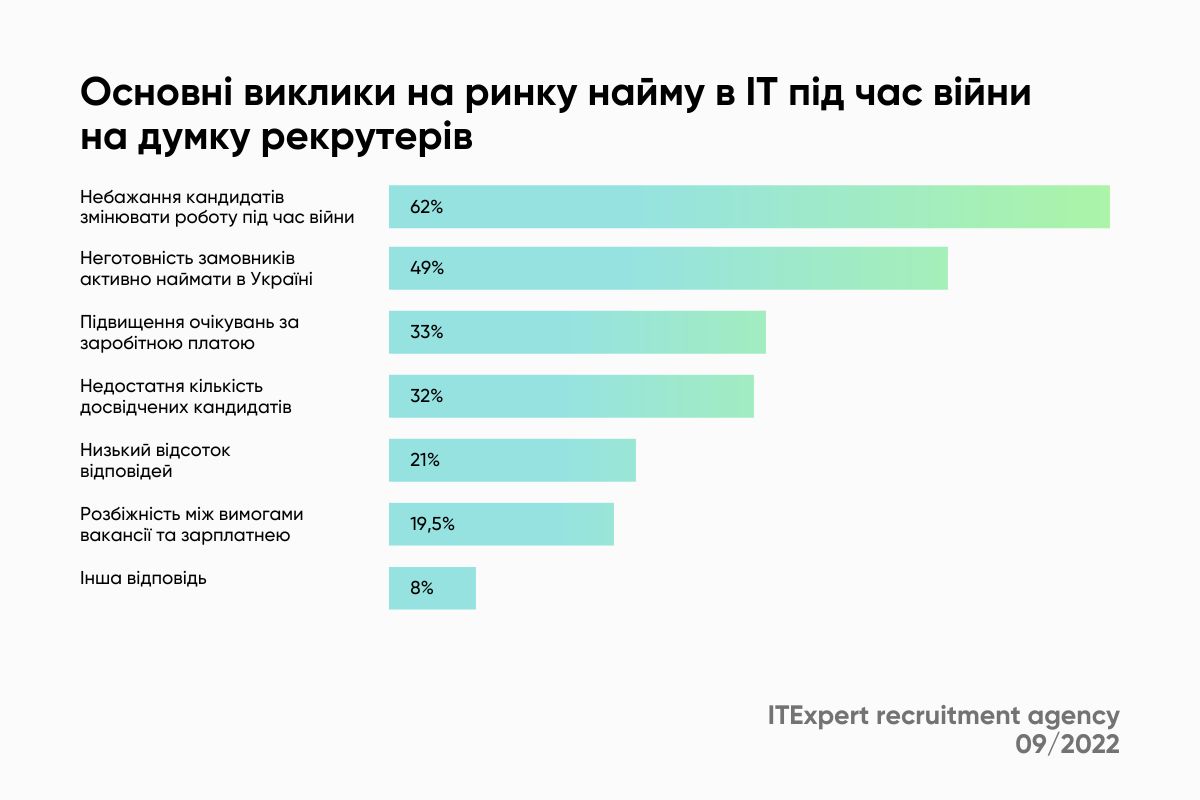 Основні виклики на ринку найму в ІТ під час війни
на думку рекрутерів
Небажання кандидатів
змінювати роботу під час війни
62%
Неготовність замовників
активно наймати в Україні
49%
Підвищення очікувань за
заробітною платою
33%
Недостатня кількість
досвідчених кандидатів
32%
Низький відсоток
відповідей
21%
Розбіжність між вимогами
вакансії та зарплатнею
19,5%
Інша відповідь
8%
ITExpert recruitment agency
09/2022